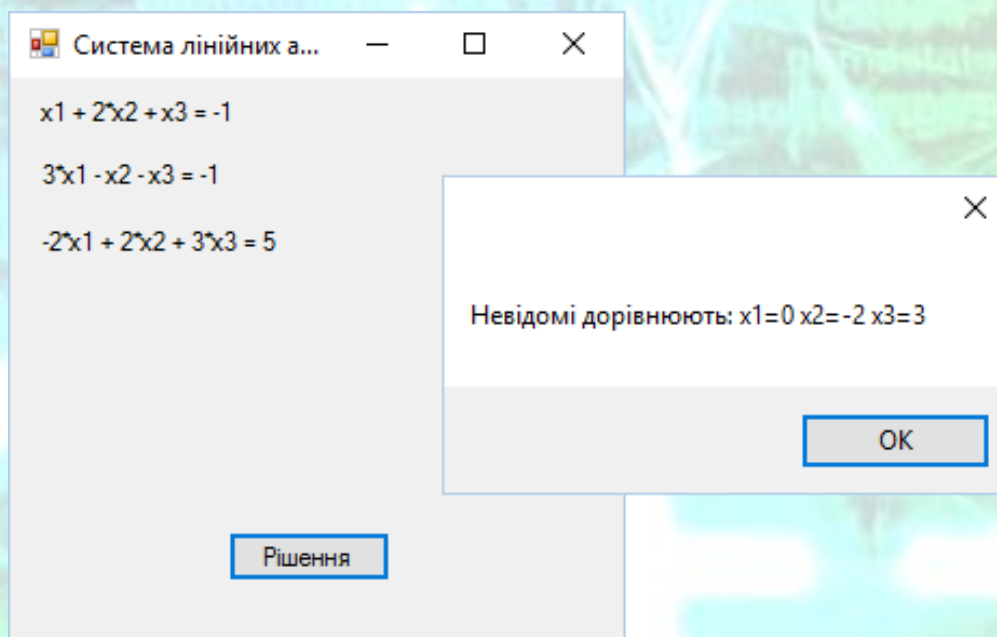 Система лінійних а...
x1 + 2*x2 + x3 = -1
3*x1 - x2 - x3 = -1
-2*x1 + 2*x2 + 3*x3 = 5
Невідомі дорівнюють: x1=0 x2=-2 x3=3
OK
Рішення